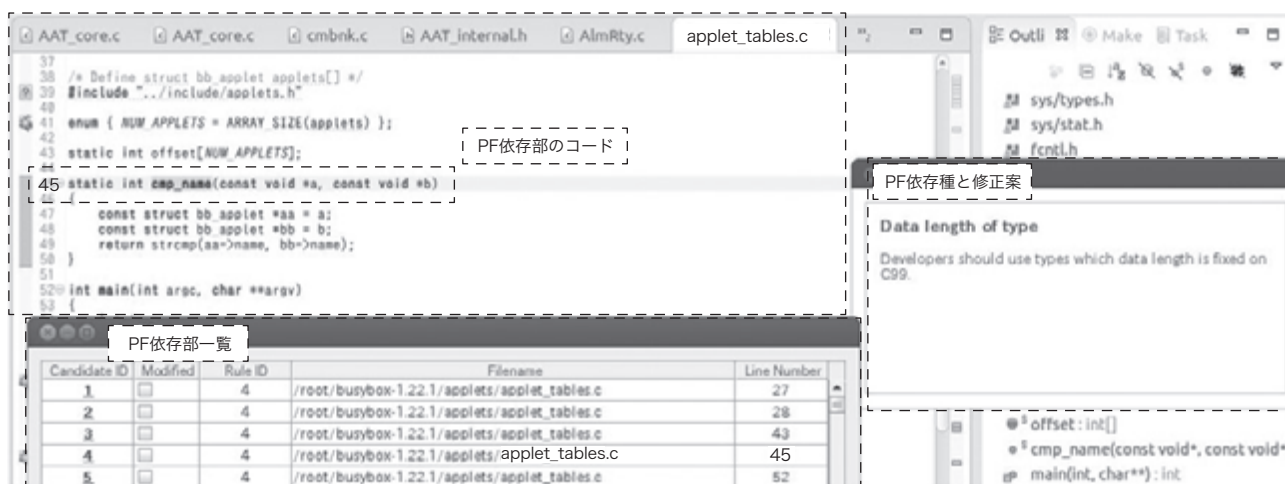 AAT_core.c AAT_core.c cmbnk.c AAT_internal.h AlmRty.c applet_tables.c "2
Outli Make Task
37
38 /* Define struct bb_applet applets[] */
39 #include "../include/applets.h"
40
41 enum { NUM_APPLETS = ARRAY_SIZE(applets) };
42
43 static int offset[NUM_APPLETS];
44
PF依存部のコード
45 static int cmp_name(const void *a, const void *b)
46 {
47 const struct bb_applet *aa = a;
48 const struct bb_applet *bb = b;
49 return strcmp(aa->name, bb->name);
50 }
51
52 int main(int argc, char **argv)
53 {
sys/types.h
sys/stat.h
fcntl.h
PF依存種と修正案
Data length of type
Developers should use types which data length is fixed on
C99.
PF依存部一覧
Candidate ID Modified Rule ID Filename Line Number
1 4 /root/busybox-1.22.1/applets/applet_tables.c 27
2 4 /root/busybox-1.22.1/applets/applet_tables.c 28
3 4 /root/busybox-1.22.1/applets/applet_tables.c 43
4 4 /root/busybox-1.22.1/applets/applet_tables.c 45
5 4 /root/busybox-1.22.1/applets/applet_tables.c 52
offset : int[]
cmp_name(const void*, const void*
main(int, char**) : int